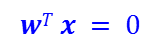 wᵀ x = 0